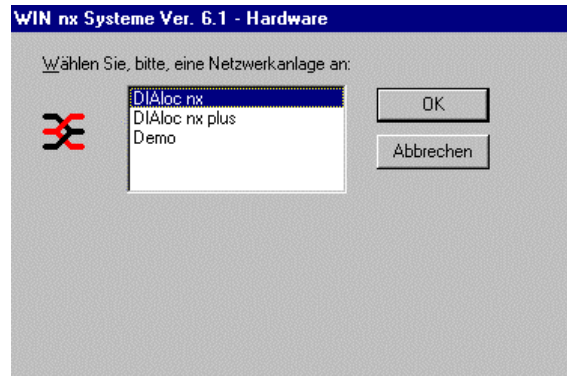 WIN nx Systeme Ver. 6.1 - Hardware
Wählen Sie, bitte, eine Netzwerkanlage an:
DIAloc nx
DIAloc nx plus
Demo
OK
Abbrechen